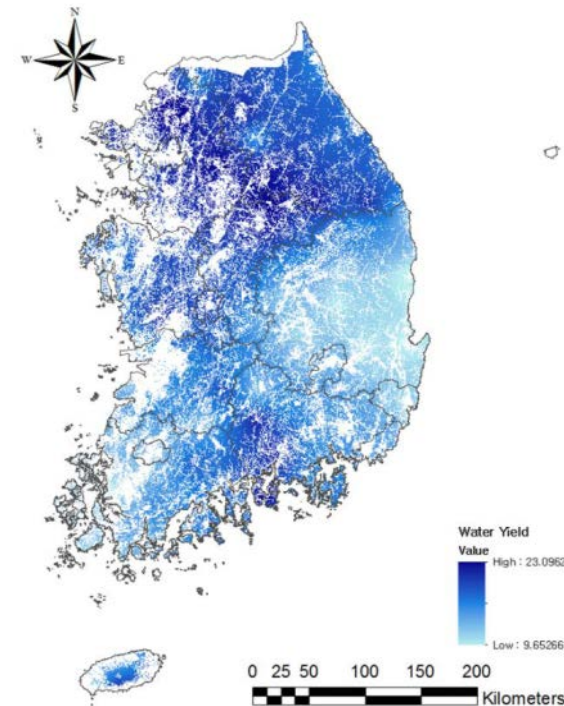 N
W E
S
Water Yield
Value
High : 23.0962
Low : 9.65266
0 25 50 100 150 200
Kilometers